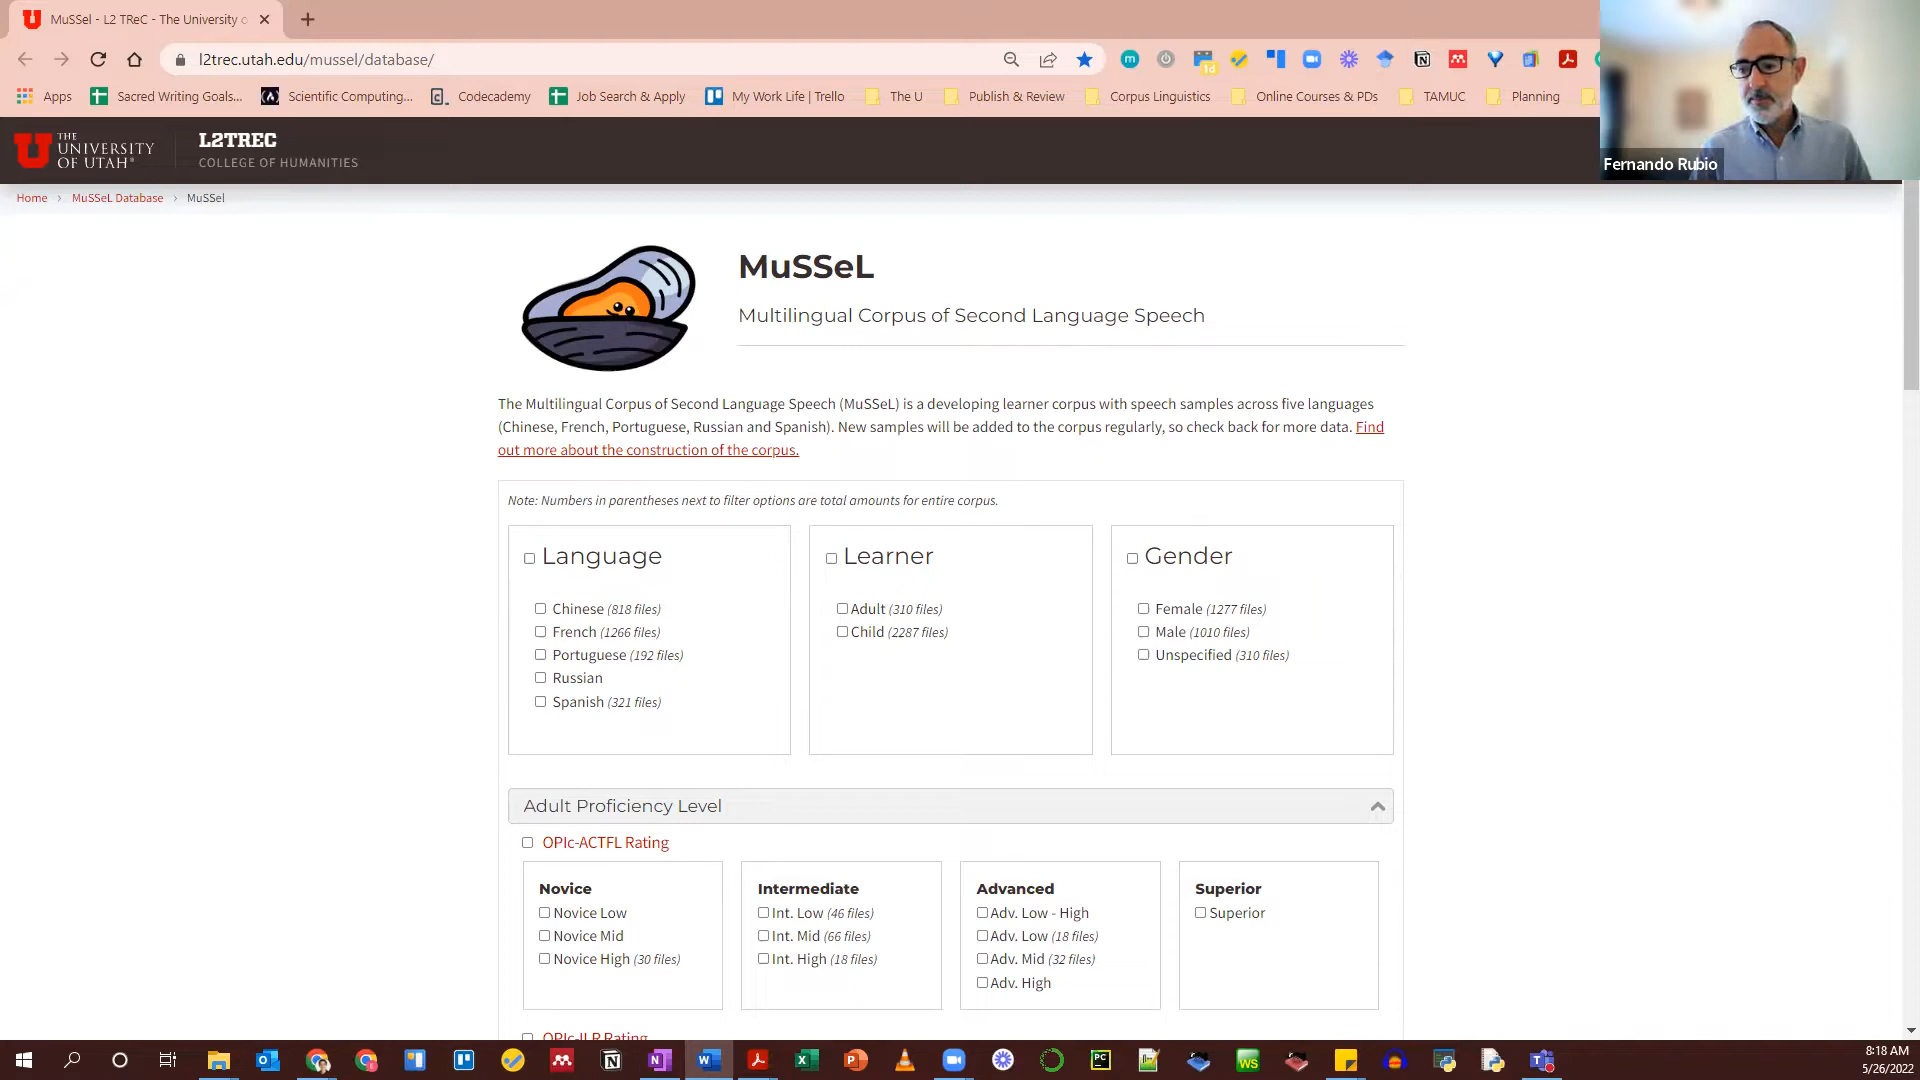 MuSSel - L2 TReC - The University o
l2trec.utah.edu/mussel/database/
Apps
Sacred Writing Goals...
Scientific Computing...
Codecademy
Job Search & Apply
My Work Life | Trello
The U
Publish & Review
Corpus Linguistics
Online Courses & PDs
TAMUC
Planning
THE
UNIVERSITY
OF UTAH®
L2TREC
COLLEGE OF HUMANITIES
Fernando Rubio
Home › MuSSeL Database › MuSSel
MuSSeL
Multilingual Corpus of Second Language Speech
The Multilingual Corpus of Second Language Speech (MuSSeL) is a developing learner corpus with speech samples across five languages
(Chinese, French, Portuguese, Russian and Spanish). New samples will be added to the corpus regularly, so check back for more data. Find
out more about the construction of the corpus.
Note: Numbers in parentheses next to filter options are total amounts for entire corpus.
Language
Chinese (818 files)
French (1266 files)
Portuguese (192 files)
Russian
Spanish (321 files)
Learner
Adult (310 files)
Child (2287 files)
Gender
Female (1277 files)
Male (1010 files)
Unspecified (310 files)
Adult Proficiency Level
OPIc-ACTFL Rating
Novice
Novice Low
Novice Mid
Novice High (30 files)
Intermediate
Int. Low (46 files)
Int. Mid (66 files)
Int. High (18 files)
Advanced
Adv. Low - High
Adv. Low (18 files)
Adv. Mid (32 files)
Adv. High
Superior
Superior
OPIc-ILR Rating
8:18 AM
5/26/2022